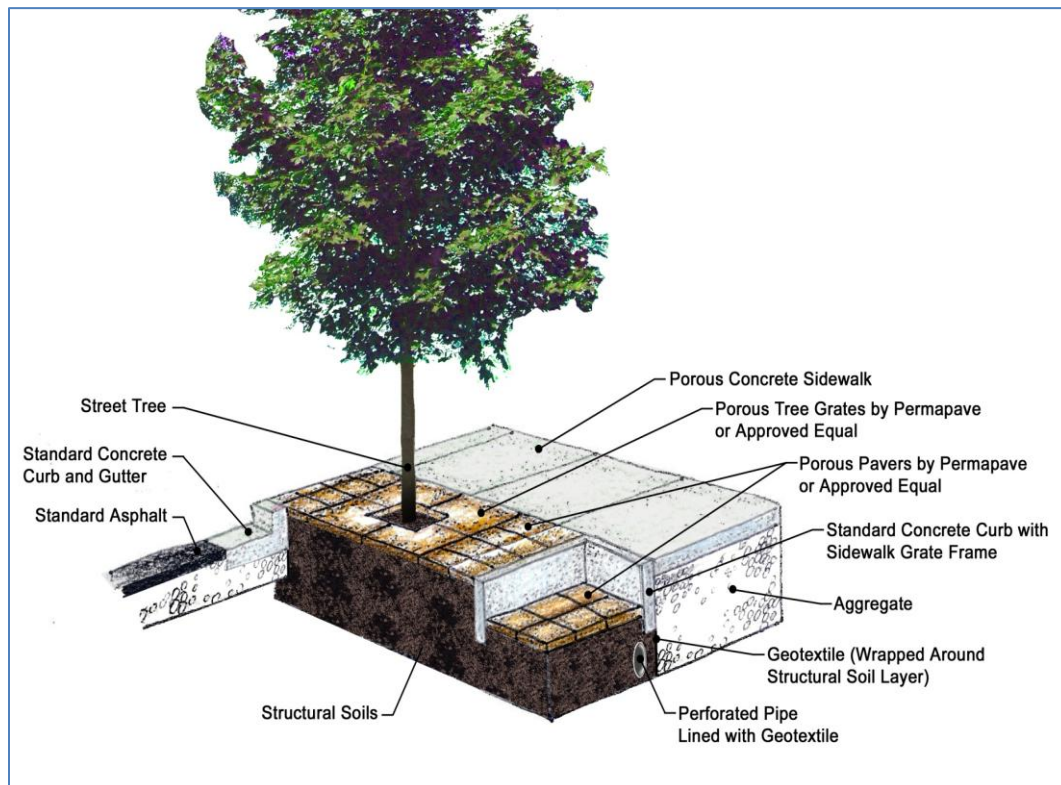 Street Tree
Standard Concrete
Curb and Gutter
Standard Asphalt
Structural Soils
Porous Concrete Sidewalk
Porous Tree Grates by Permapave
or Approved Equal
Porous Pavers by Permapave
or Approved Equal
Standard Concrete Curb with
Sidewalk Grate Frame
Aggregate
Geotextile (Wrapped Around
Structural Soil Layer)
Perforated Pipe
Lined with Geotextile